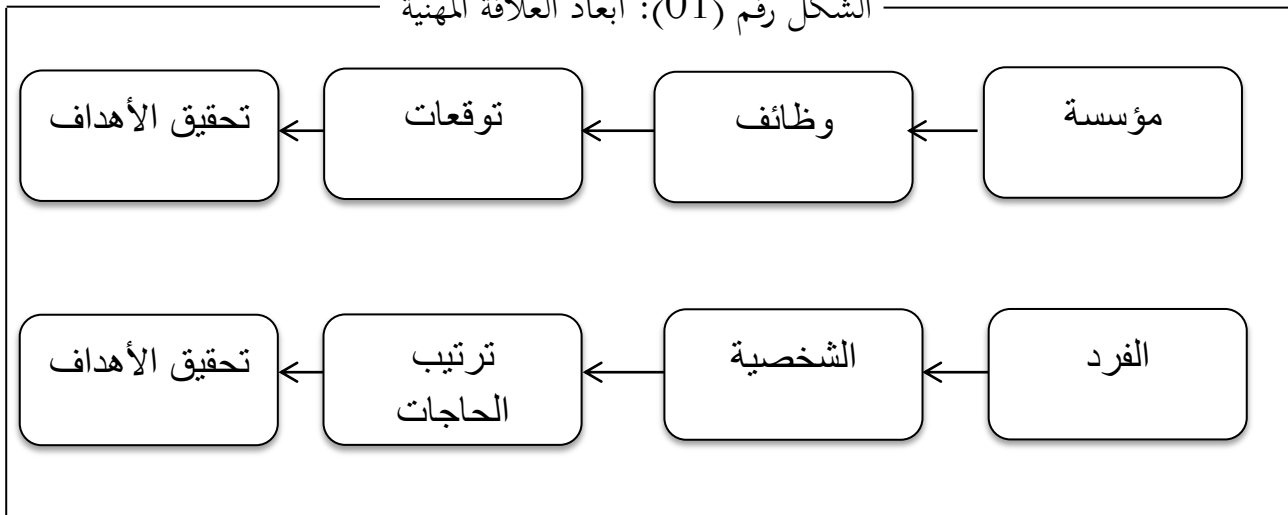 الشكل رقم (01): أبعاد العلاقة المهنية
مؤسسة
وظائف
توقعات
تحقيق الأهداف
الفرد
الشخصية
ترتيب
الحاجات
تحقيق الأهداف